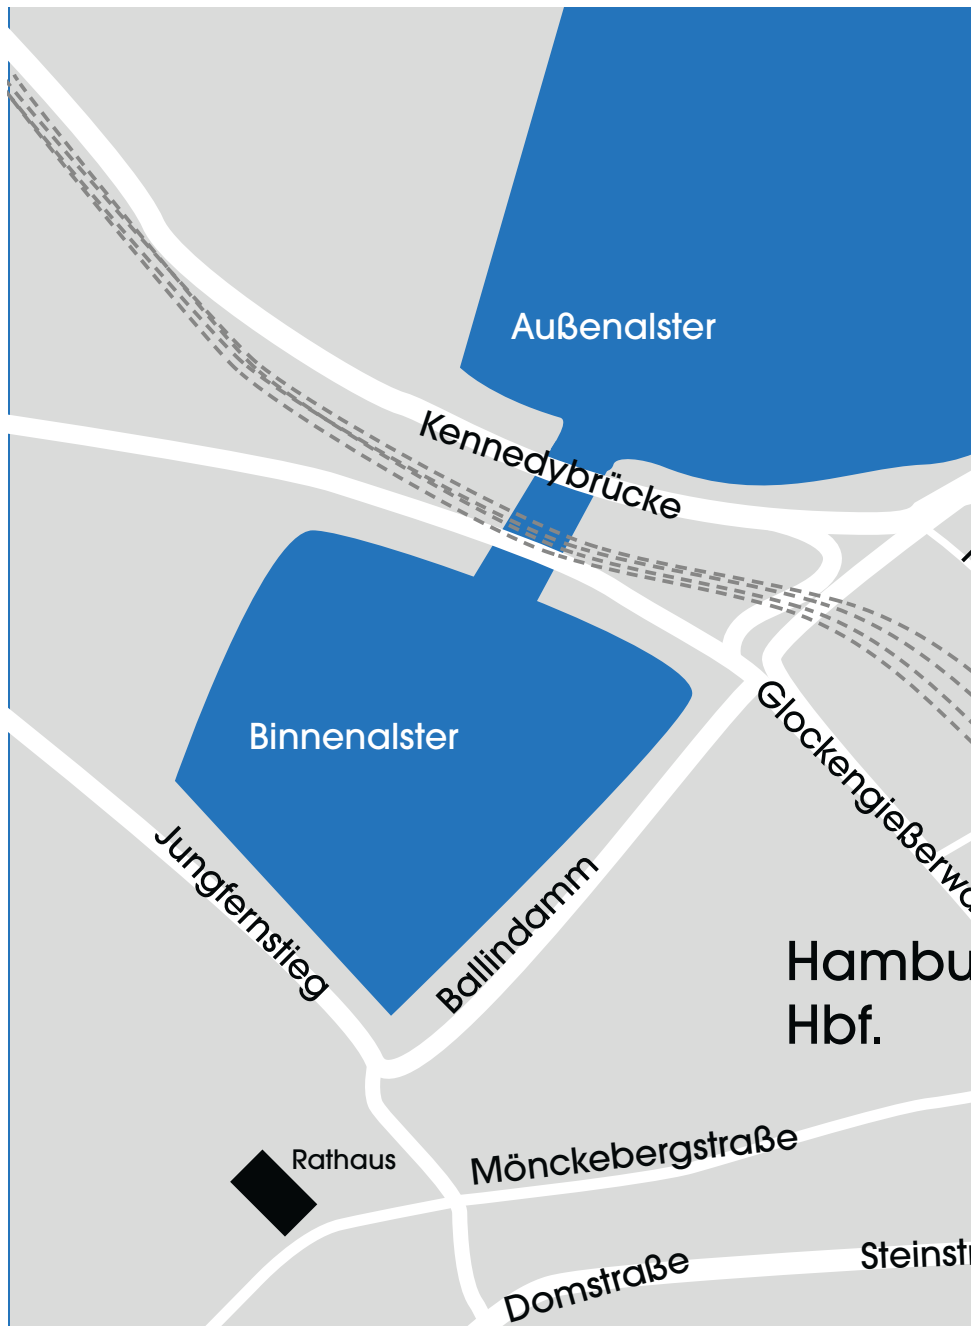 Außenalster
Kennedybrücke
Binnenalster
Glockengießerwa
Jungfernstieg
Ballindamm
Hambu
Hbf.
Rathaus
Mönckebergstraße
Steinstr
Domstraße